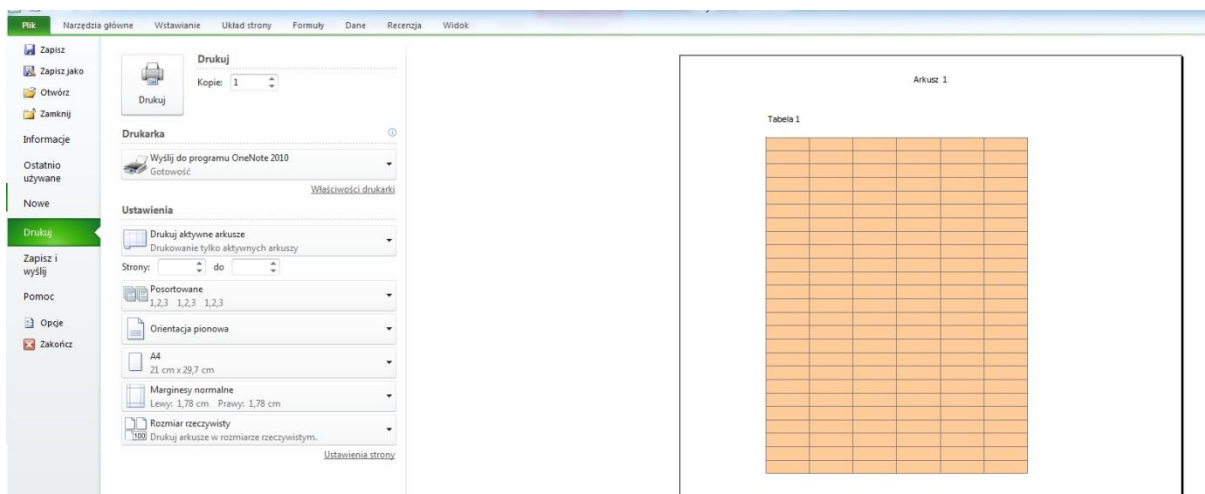 Plik Narzędzia główne Wstawianie Układ strony Formuły Dane Recenzja Widok
Zapisz
Zapisz jako
Otwórz
Zamknij
Informacje
Ostatnio
używane
Nowe
Drukuj
Zapisz i
wyślij
Pomoc
Opcje
Zakończ
Drukuj
Drukuj
Kopie: 1
Drukarka
Wyślij do programu OneNote 2010
Gotowość
Właściwości drukarki
Ustawienia
Drukuj aktywne arkusze
Drukowanie tylko aktywnych arkuszy
Strony: do
Posortowane
1,2,3 1,2,3 1,2,3
Orientacja pionowa
A4
21 cm x 29,7 cm
Marginesy normalne
Lewy: 1,78 cm Prawy: 1,78 cm
Rozmiar rzeczywisty
100 Drukuj arkusze w rozmiarze rzeczywistym.
Ustawienia strony
Arkusz 1
Tabela 1